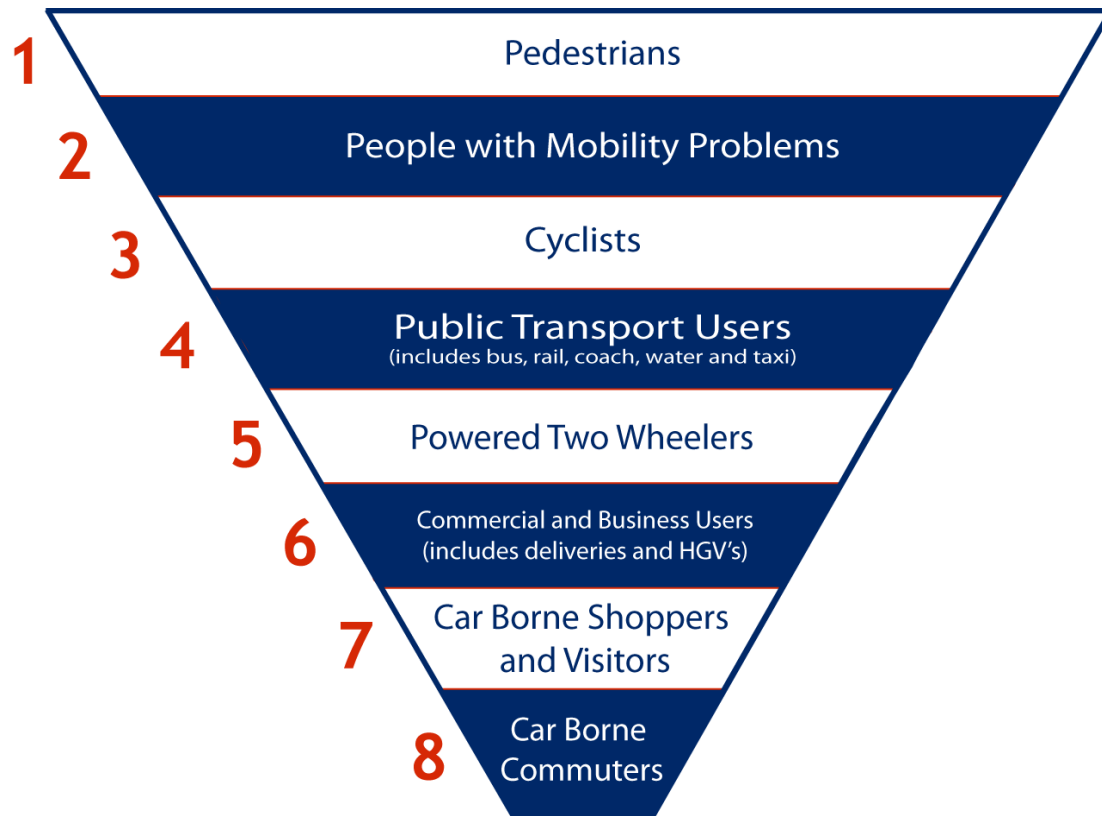 1
Pedestrians
2
People with Mobility Problems
3
Cyclists
4
Public Transport Users
(includes bus, rail, coach, water and taxi)
5
Powered Two Wheelers
6
Commercial and Business Users
(includes deliveries and HGV’s)
7
Car Borne Shoppers
and Visitors
8
Car Borne
Commuters